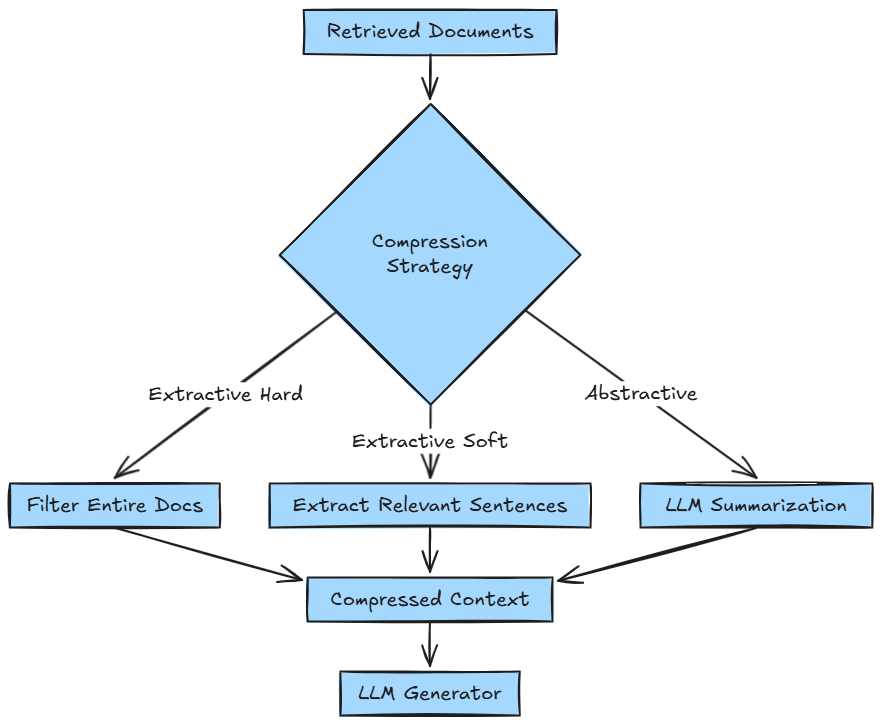 Retrieved Documents
Compression
Strategy
Extractive Hard
Abstractive
Extractive Soft
Filter Entire Docs
Extract Relevant Sentences
LLM Summarization
Compressed Context
LLM Generator